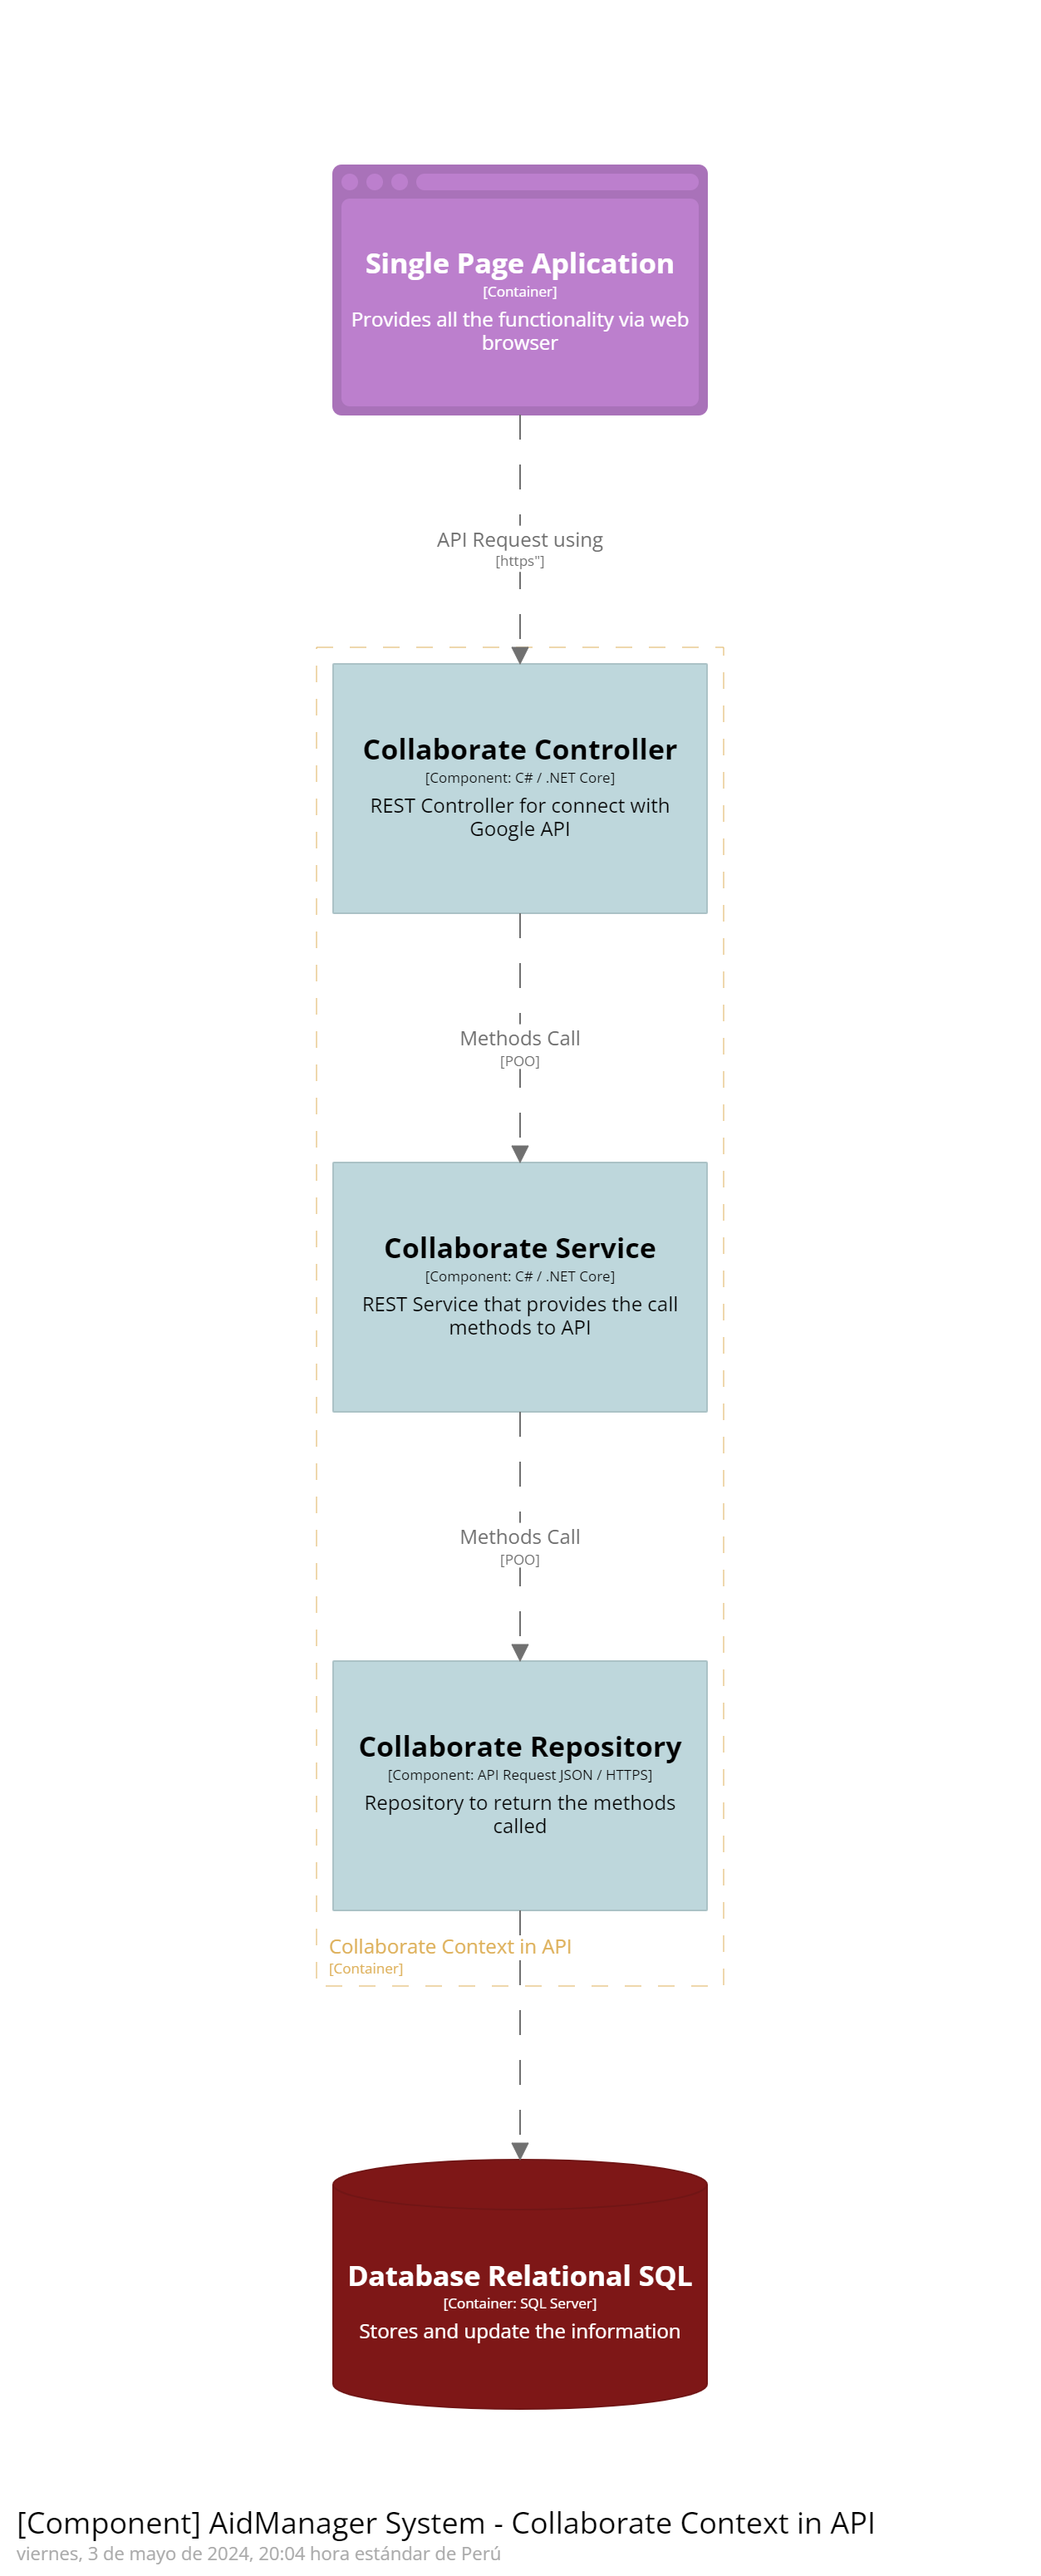 Single Page Aplication
[Container]
Provides all the functionality via web
browser
API Request using
[https"]
Collaborate Controller
[Component: C# / .NET Core]
REST Controller for connect with
Google API
Methods Call
[POO]
Collaborate Service
[Component: C# / .NET Core]
REST Service that provides the call
methods to API
Methods Call
[POO]
Collaborate Repository
[Component: API Request JSON / HTTPS]
Repository to return the methods
called
Collaborate Context in API
[Container]
Database Relational SQL
[Container: SQL Server]
Stores and update the information
[Component] AidManager System - Collaborate Context in API
viernes, 3 de mayo de 2024, 20:04 hora estándar de Perú